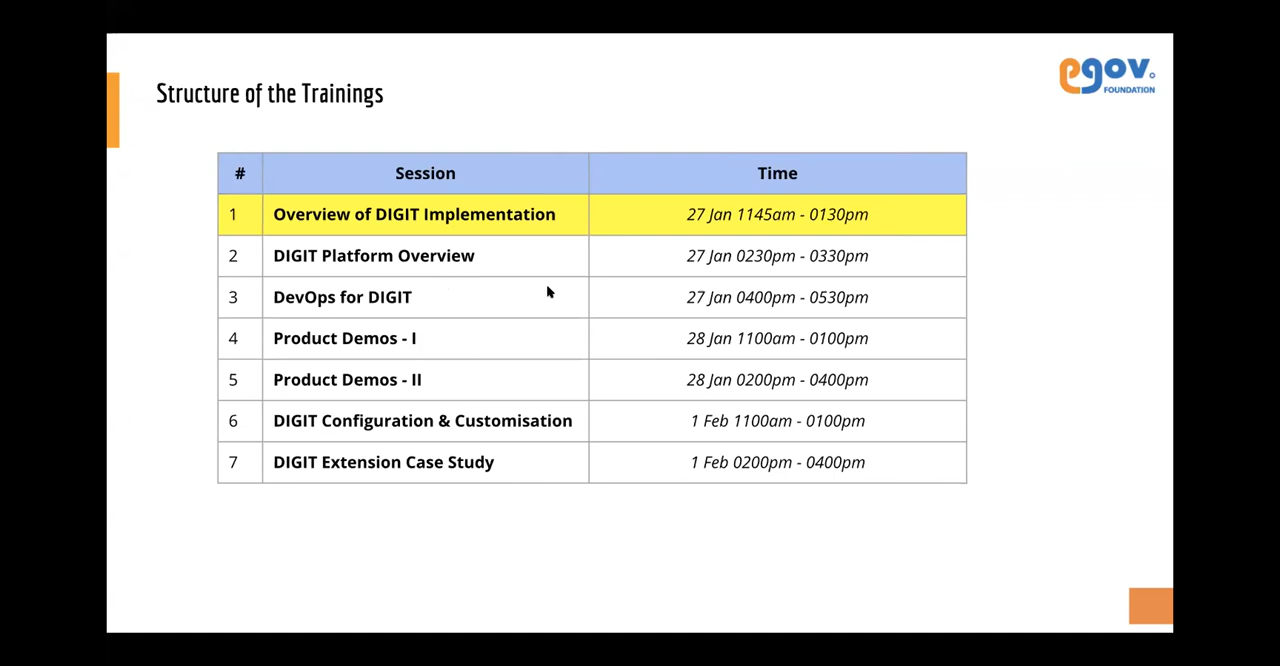 egov.
FOUNDATION
Structure of the Trainings
# Session Time
1 Overview of DIGIT Implementation 27 Jan 1145am - 0130pm
2 DIGIT Platform Overview 27 Jan 0230pm - 0330pm
3 DevOps for DIGIT 27 Jan 0400pm - 0530pm
4 Product Demos - I 28 Jan 1100am - 0100pm
5 Product Demos - II 28 Jan 0200pm - 0400pm
6 DIGIT Configuration & Customisation 1 Feb 1100am - 0100pm
7 DIGIT Extension Case Study 1 Feb 0200pm - 0400pm